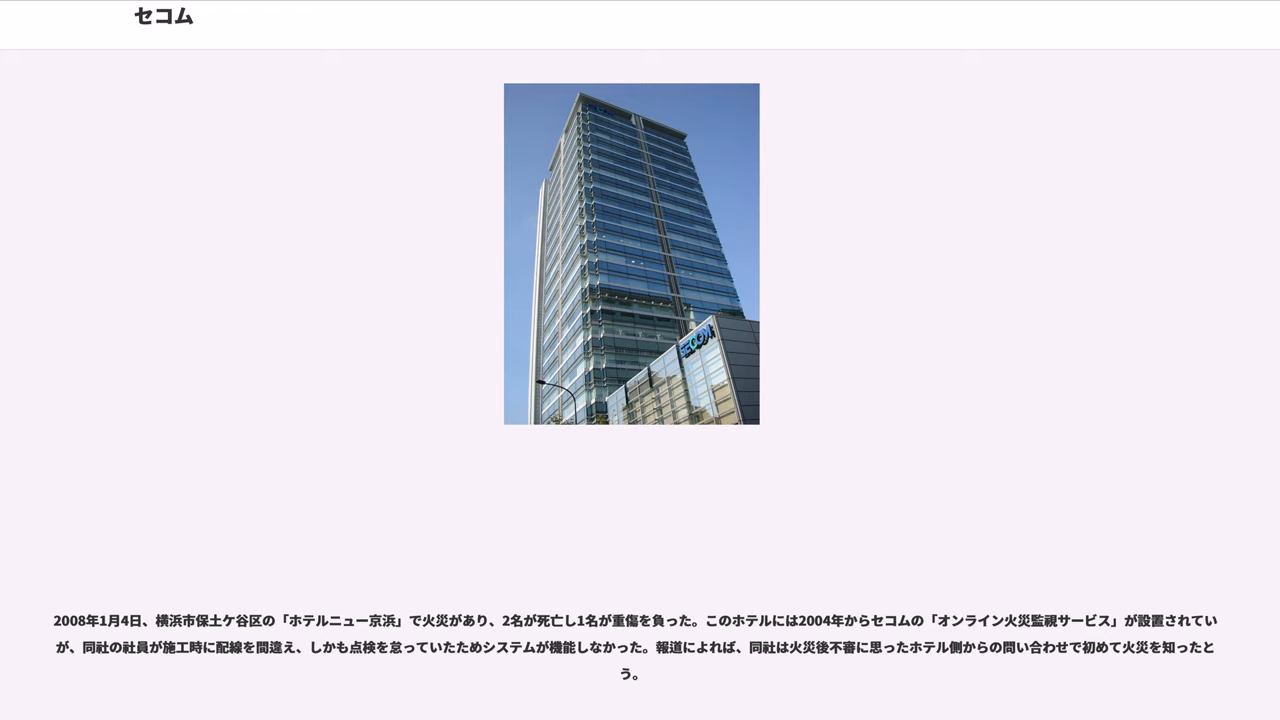 セコム
SECOM
2008年1月4日、横浜市保土ケ谷区の「ホテルニュー京浜」で火災があり、2名が死亡し1名が重傷を負った。このホテルには2004年からセコムの「オンライン火災監視サービス」が設置されてい
が、同社の社員が施工時に配線を間違え、しかも点検を怠っていたためシステムが機能しなかった。報道によれば、同社は火災後不審に思ったホテル側からの問い合わせで初めて火災を知ったと
う。